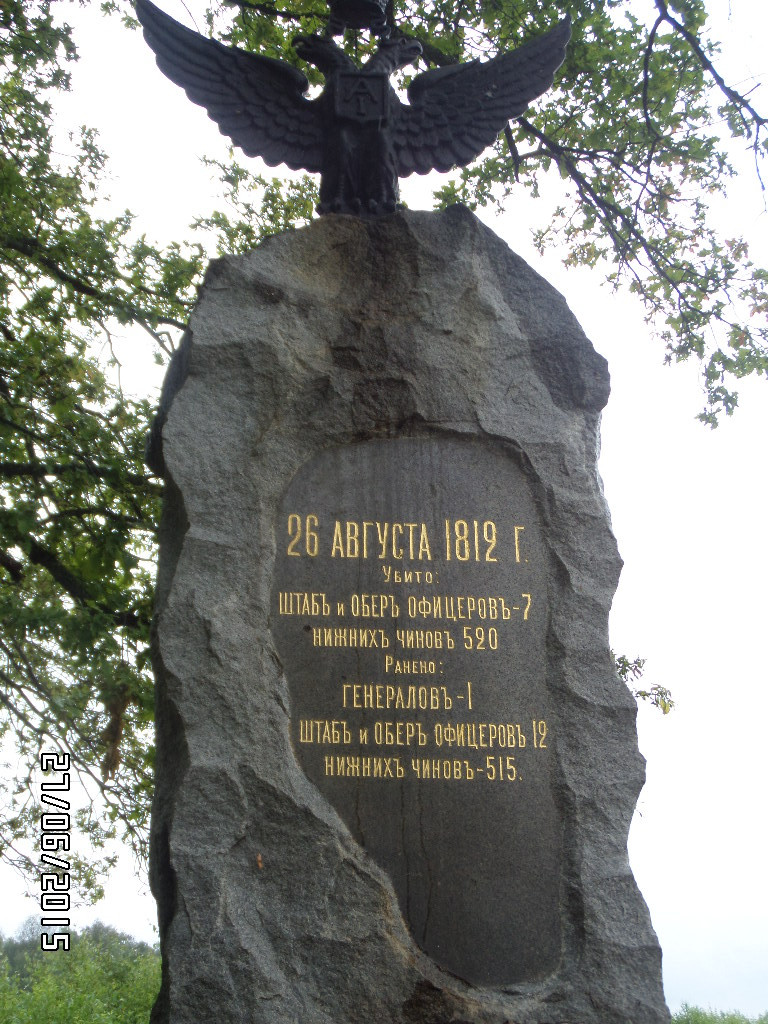 26 АВГУСТА 1812 Г.
Убито:
ШТАБЪ и ОБЕРЪ ОФИЦЕРОВЪ-7
НИЖНИХЪ ЧИНОВЪ 520
Ранено:
ГЕНЕРАЛОВЪ-1
ШТАБЪ И ОБЕРЪ ОФИЦЕРОВЪ 12
НИЖНИХЪ ЧИНОВЪ-515.
27/06/2015